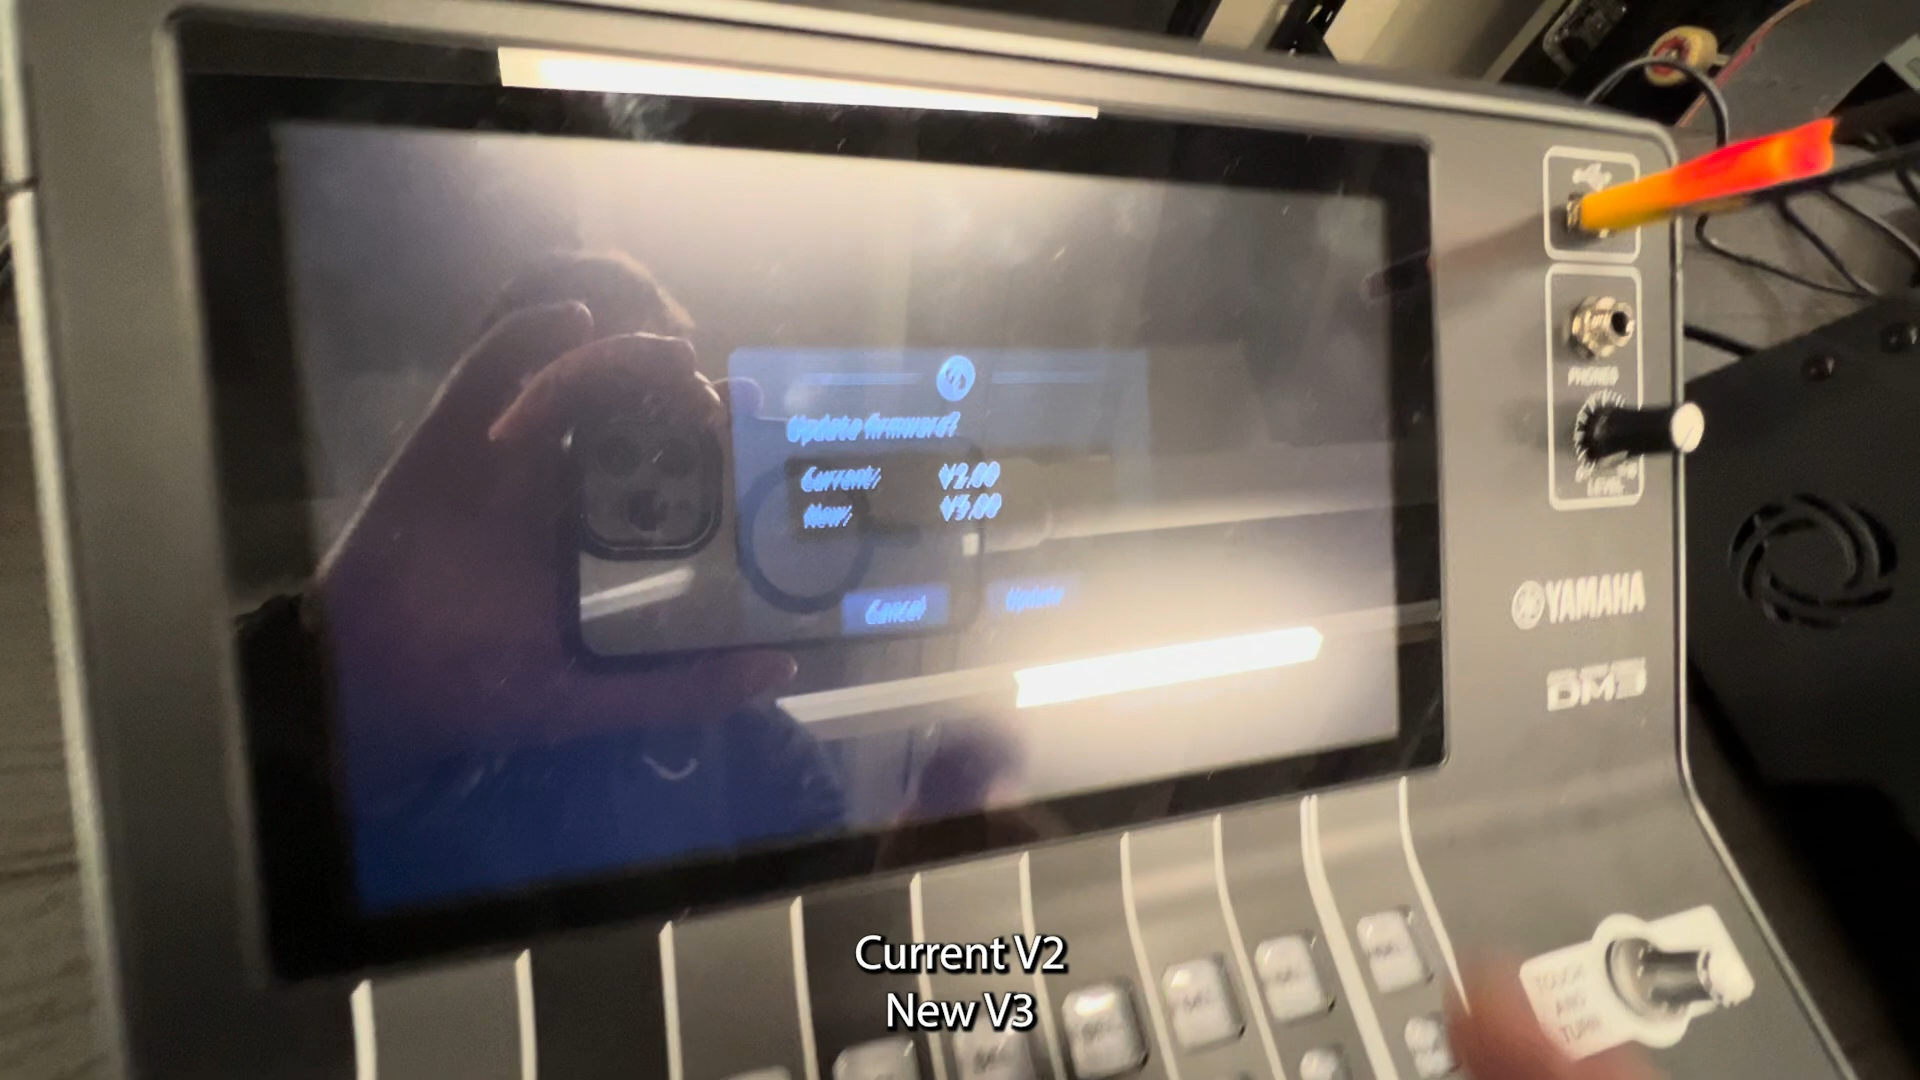 Update firmware?
Current: V2.00
New: V3.00
Cancel Update
PHONES
LEVEL
YAMAHA
DM3
TOUCH
AND
TURN
Current V2
New V3